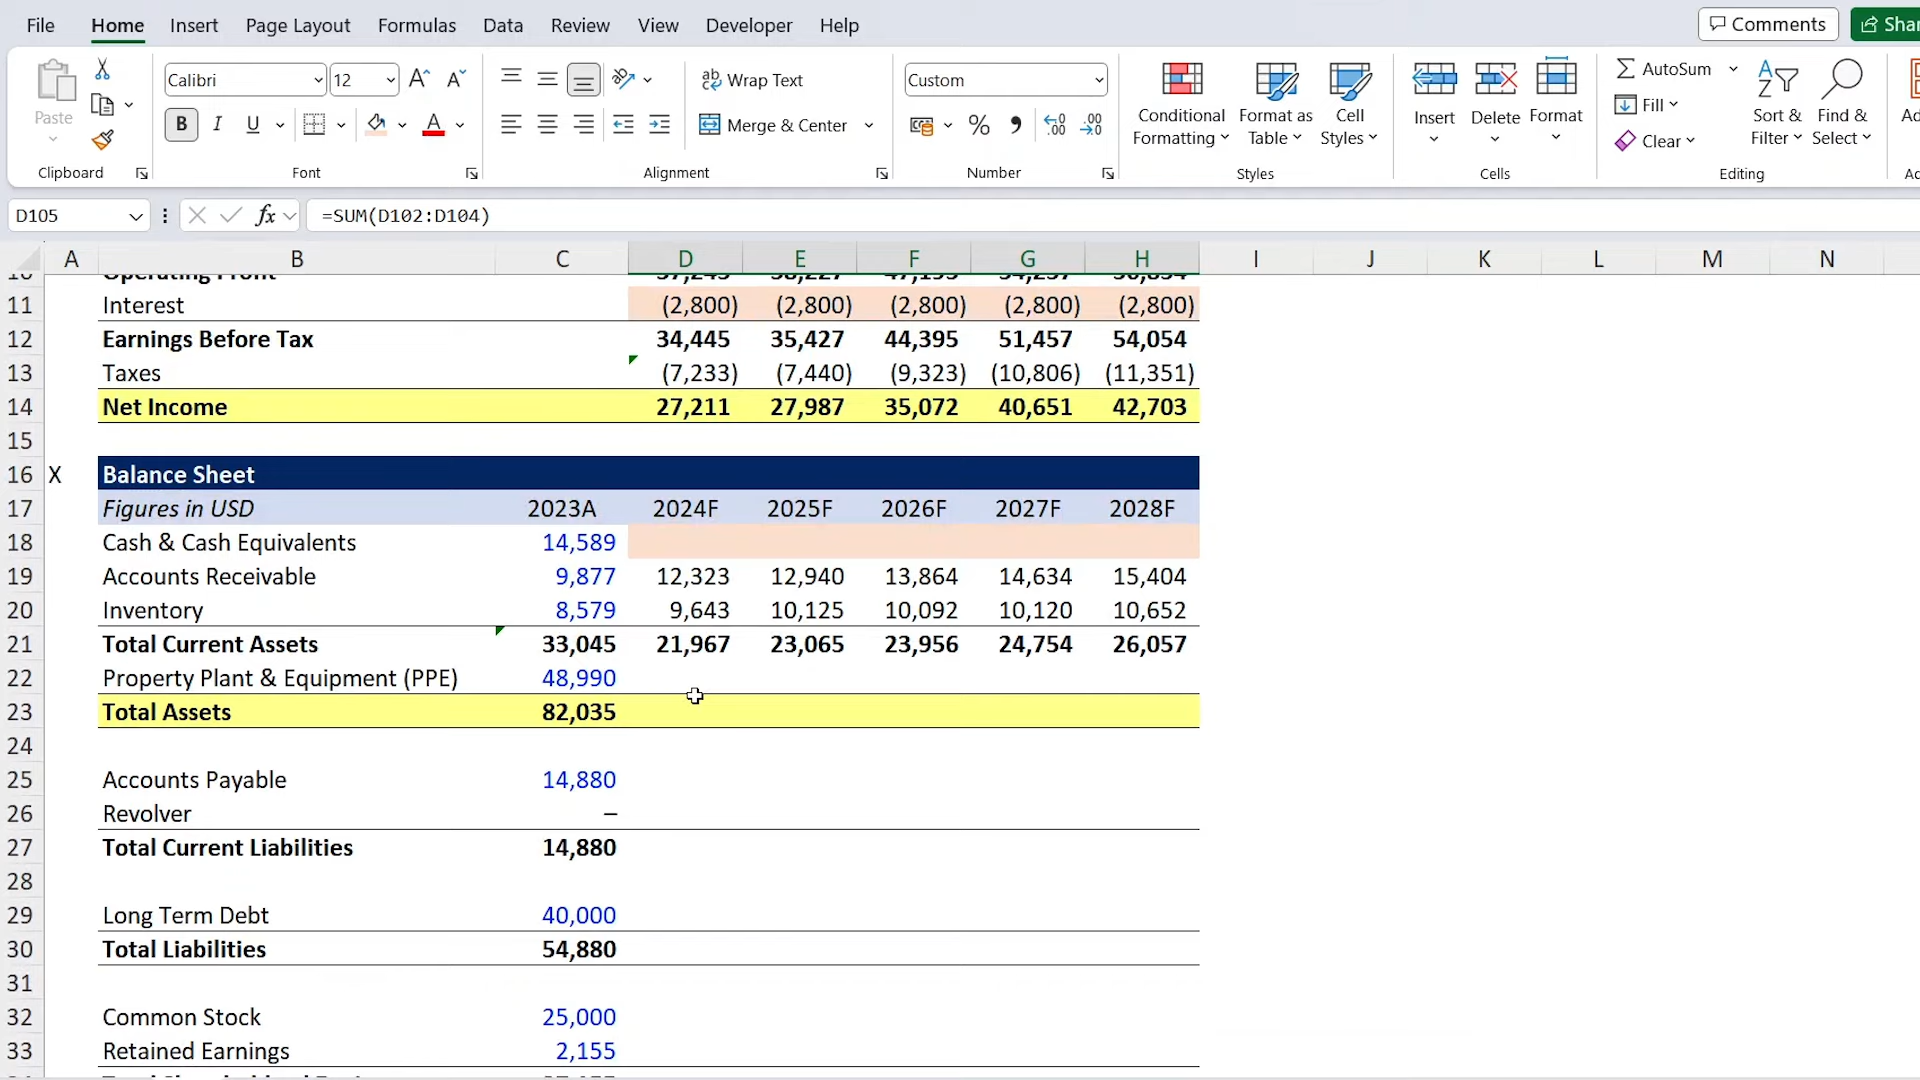 File Home Insert Page Layout Formulas Data Review View Developer Help Comments
Calibri 12 A A Wrap Text Custom AutoSum
Paste B I U A Merge & Center % Conditional Formatting Format as Table Cell Styles Insert Delete Format Fill Clear Sort & Filter Find & Select
Clipboard Font Alignment Number Styles Cells Editing
D105 fx =SUM(D102:D104)
A B C D E F G H I J K L M N
10 Operating Profit
11 Interest (2,800) (2,800) (2,800) (2,800) (2,800)
12 Earnings Before Tax 34,445 35,427 44,395 51,457 54,054
13 Taxes (7,233) (7,440) (9,323) (10,806) (11,351)
14 Net Income 27,211 27,987 35,072 40,651 42,703
15
16 X Balance Sheet
17 Figures in USD 2023A 2024F 2025F 2026F 2027F 2028F
18 Cash & Cash Equivalents 14,589
19 Accounts Receivable 9,877 12,323 12,940 13,864 14,634 15,404
20 Inventory 8,579 9,643 10,125 10,092 10,120 10,652
21 Total Current Assets 33,045 21,967 23,065 23,956 24,754 26,057
22 Property Plant & Equipment (PPE) 48,990
23 Total Assets 82,035
24
25 Accounts Payable 14,880
26 Revolver –
27 Total Current Liabilities 14,880
28
29 Long Term Debt 40,000
30 Total Liabilities 54,880
31
32 Common Stock 25,000
33 Retained Earnings 2,155